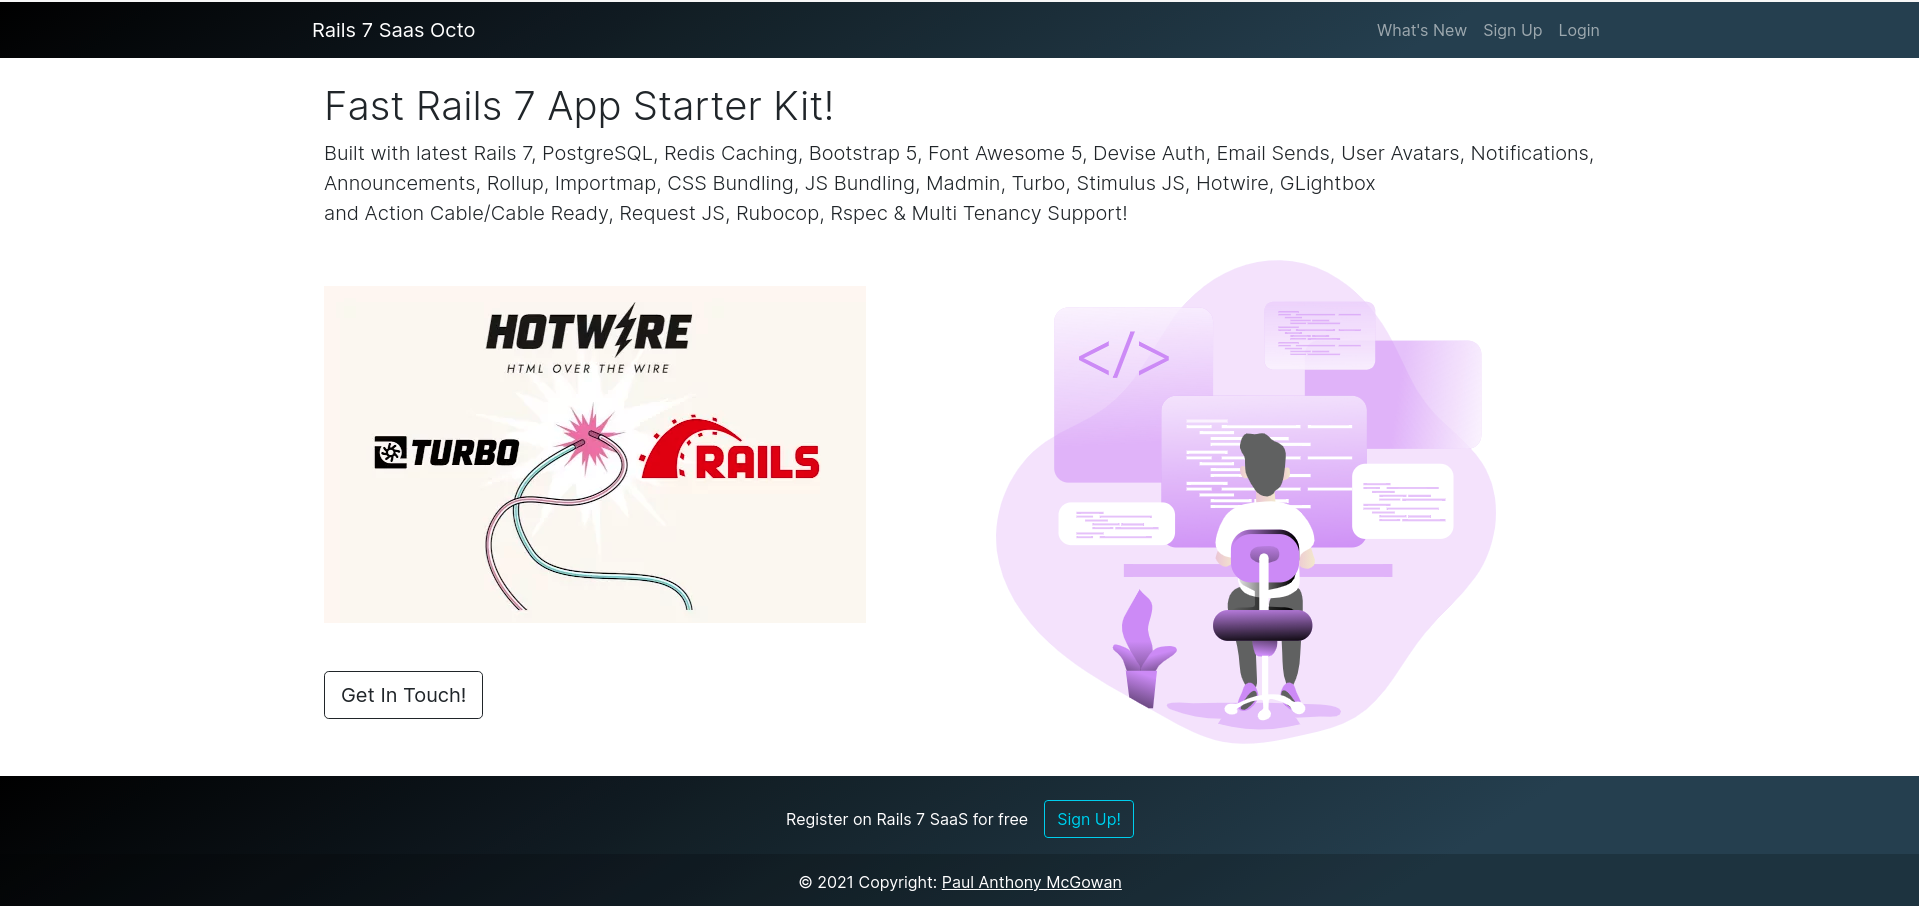 Rails 7 Saas Octo
What's New Sign Up Login
Fast Rails 7 App Starter Kit!
Built with latest Rails 7, PostgreSQL, Redis Caching, Bootstrap 5, Font Awesome 5, Devise Auth, Email Sends, User Avatars, Notifications,
Announcements, Rollup, Importmap, CSS Bundling, JS Bundling, Madmin, Turbo, Stimulus JS, Hotwire, GLightbox
and Action Cable/Cable Ready, Request JS, Rubocop, Rspec & Multi Tenancy Support!
HOTWIRE
HTML OVER THE WIRE
TURBO
RAILS
</>
Get In Touch!
Register on Rails 7 SaaS for free Sign Up!
© 2021 Copyright: Paul Anthony McGowan